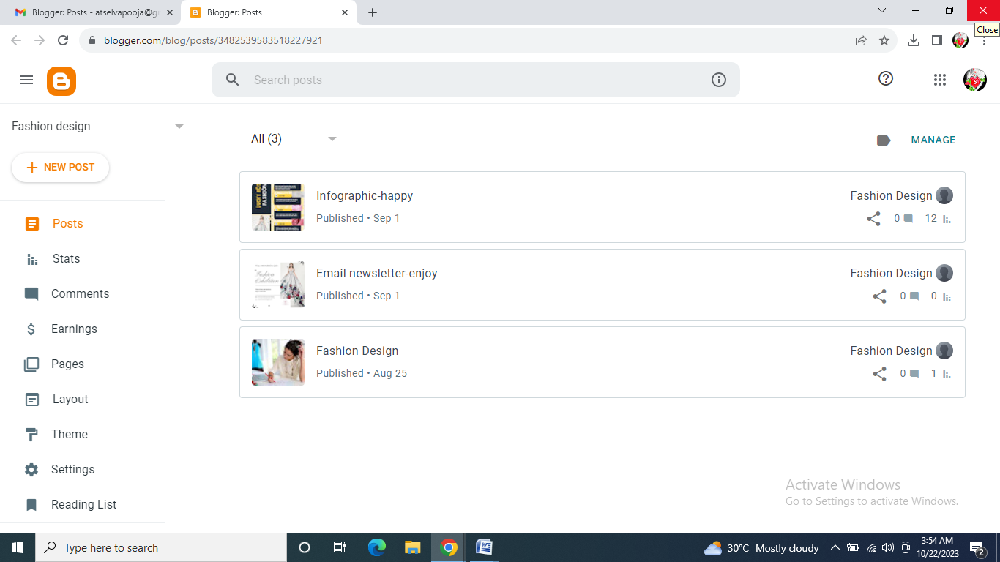 Blogger: Posts - atselvapooja@gr
Blogger: Posts
Close
blogger.com/blog/posts/3482539583518227921
Search posts
Fashion design
All (3)
MANAGE
NEW POST
Infographic-happy
Fashion Design
Published • Sep 1
0
12
Posts
Stats
Email newsletter-enjoy
Fashion Design
Published • Sep 1
0
0
Comments
Earnings
Fashion Design
Fashion Design
Published • Aug 25
0
1
Pages
Layout
Theme
Settings
Reading List
Activate Windows
Go to Settings to activate Windows.
Type here to search
30°C Mostly cloudy
3:54 AM
10/22/2023
2